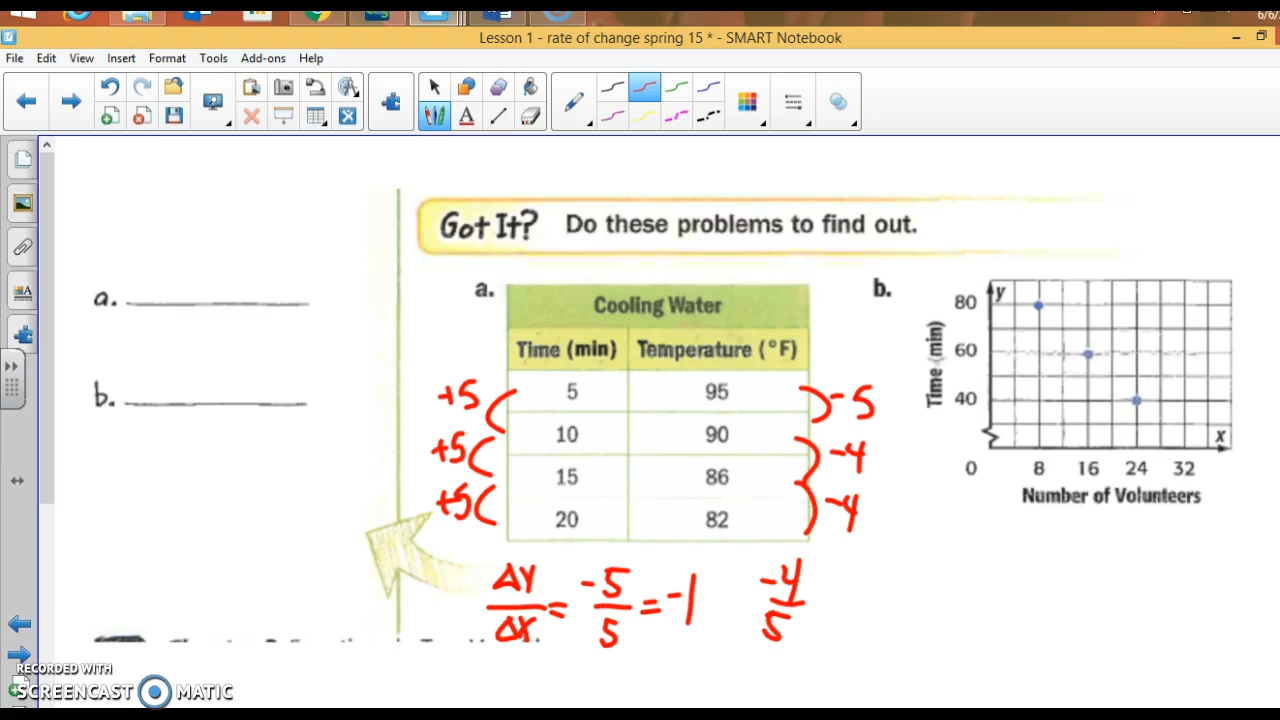 6/6/
Lesson 1 - rate of change spring 15 * - SMART Notebook
File Edit View Insert Format Tools Add-ons Help
Got It? Do these problems to find out.
a.
b.
a.
Cooling Water
Time (min) Temperature (°F)
5 95
10 90
15 86
20 82
+5
+5
+5
-5
-4
-4
ΔY/ΔX = -5/5 = -1
-4/5
b.
y
80
60
40
Time (min)
x
0 8 16 24 32
Number of Volunteers
RECORDED WITH
SCREENCAST MATIC